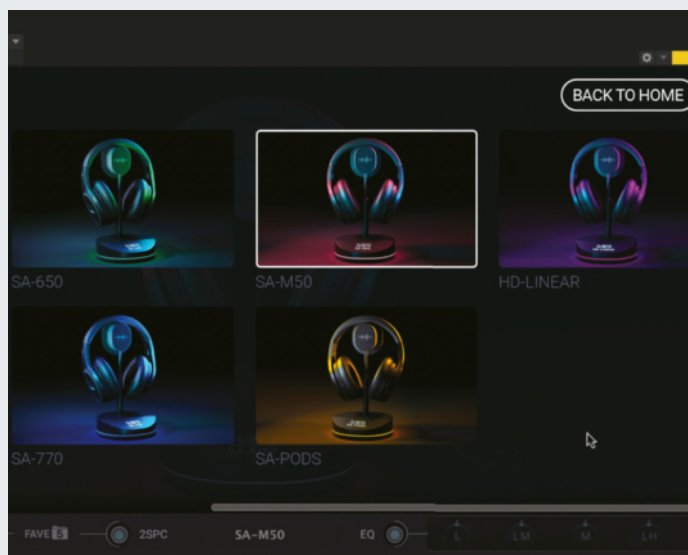 BACK TO HOME
SA-650
SA-M50
HD-LINEAR
SA-770
SA-PODS
FAVE 5 2SPC SA-M50 EQ L LM M LH